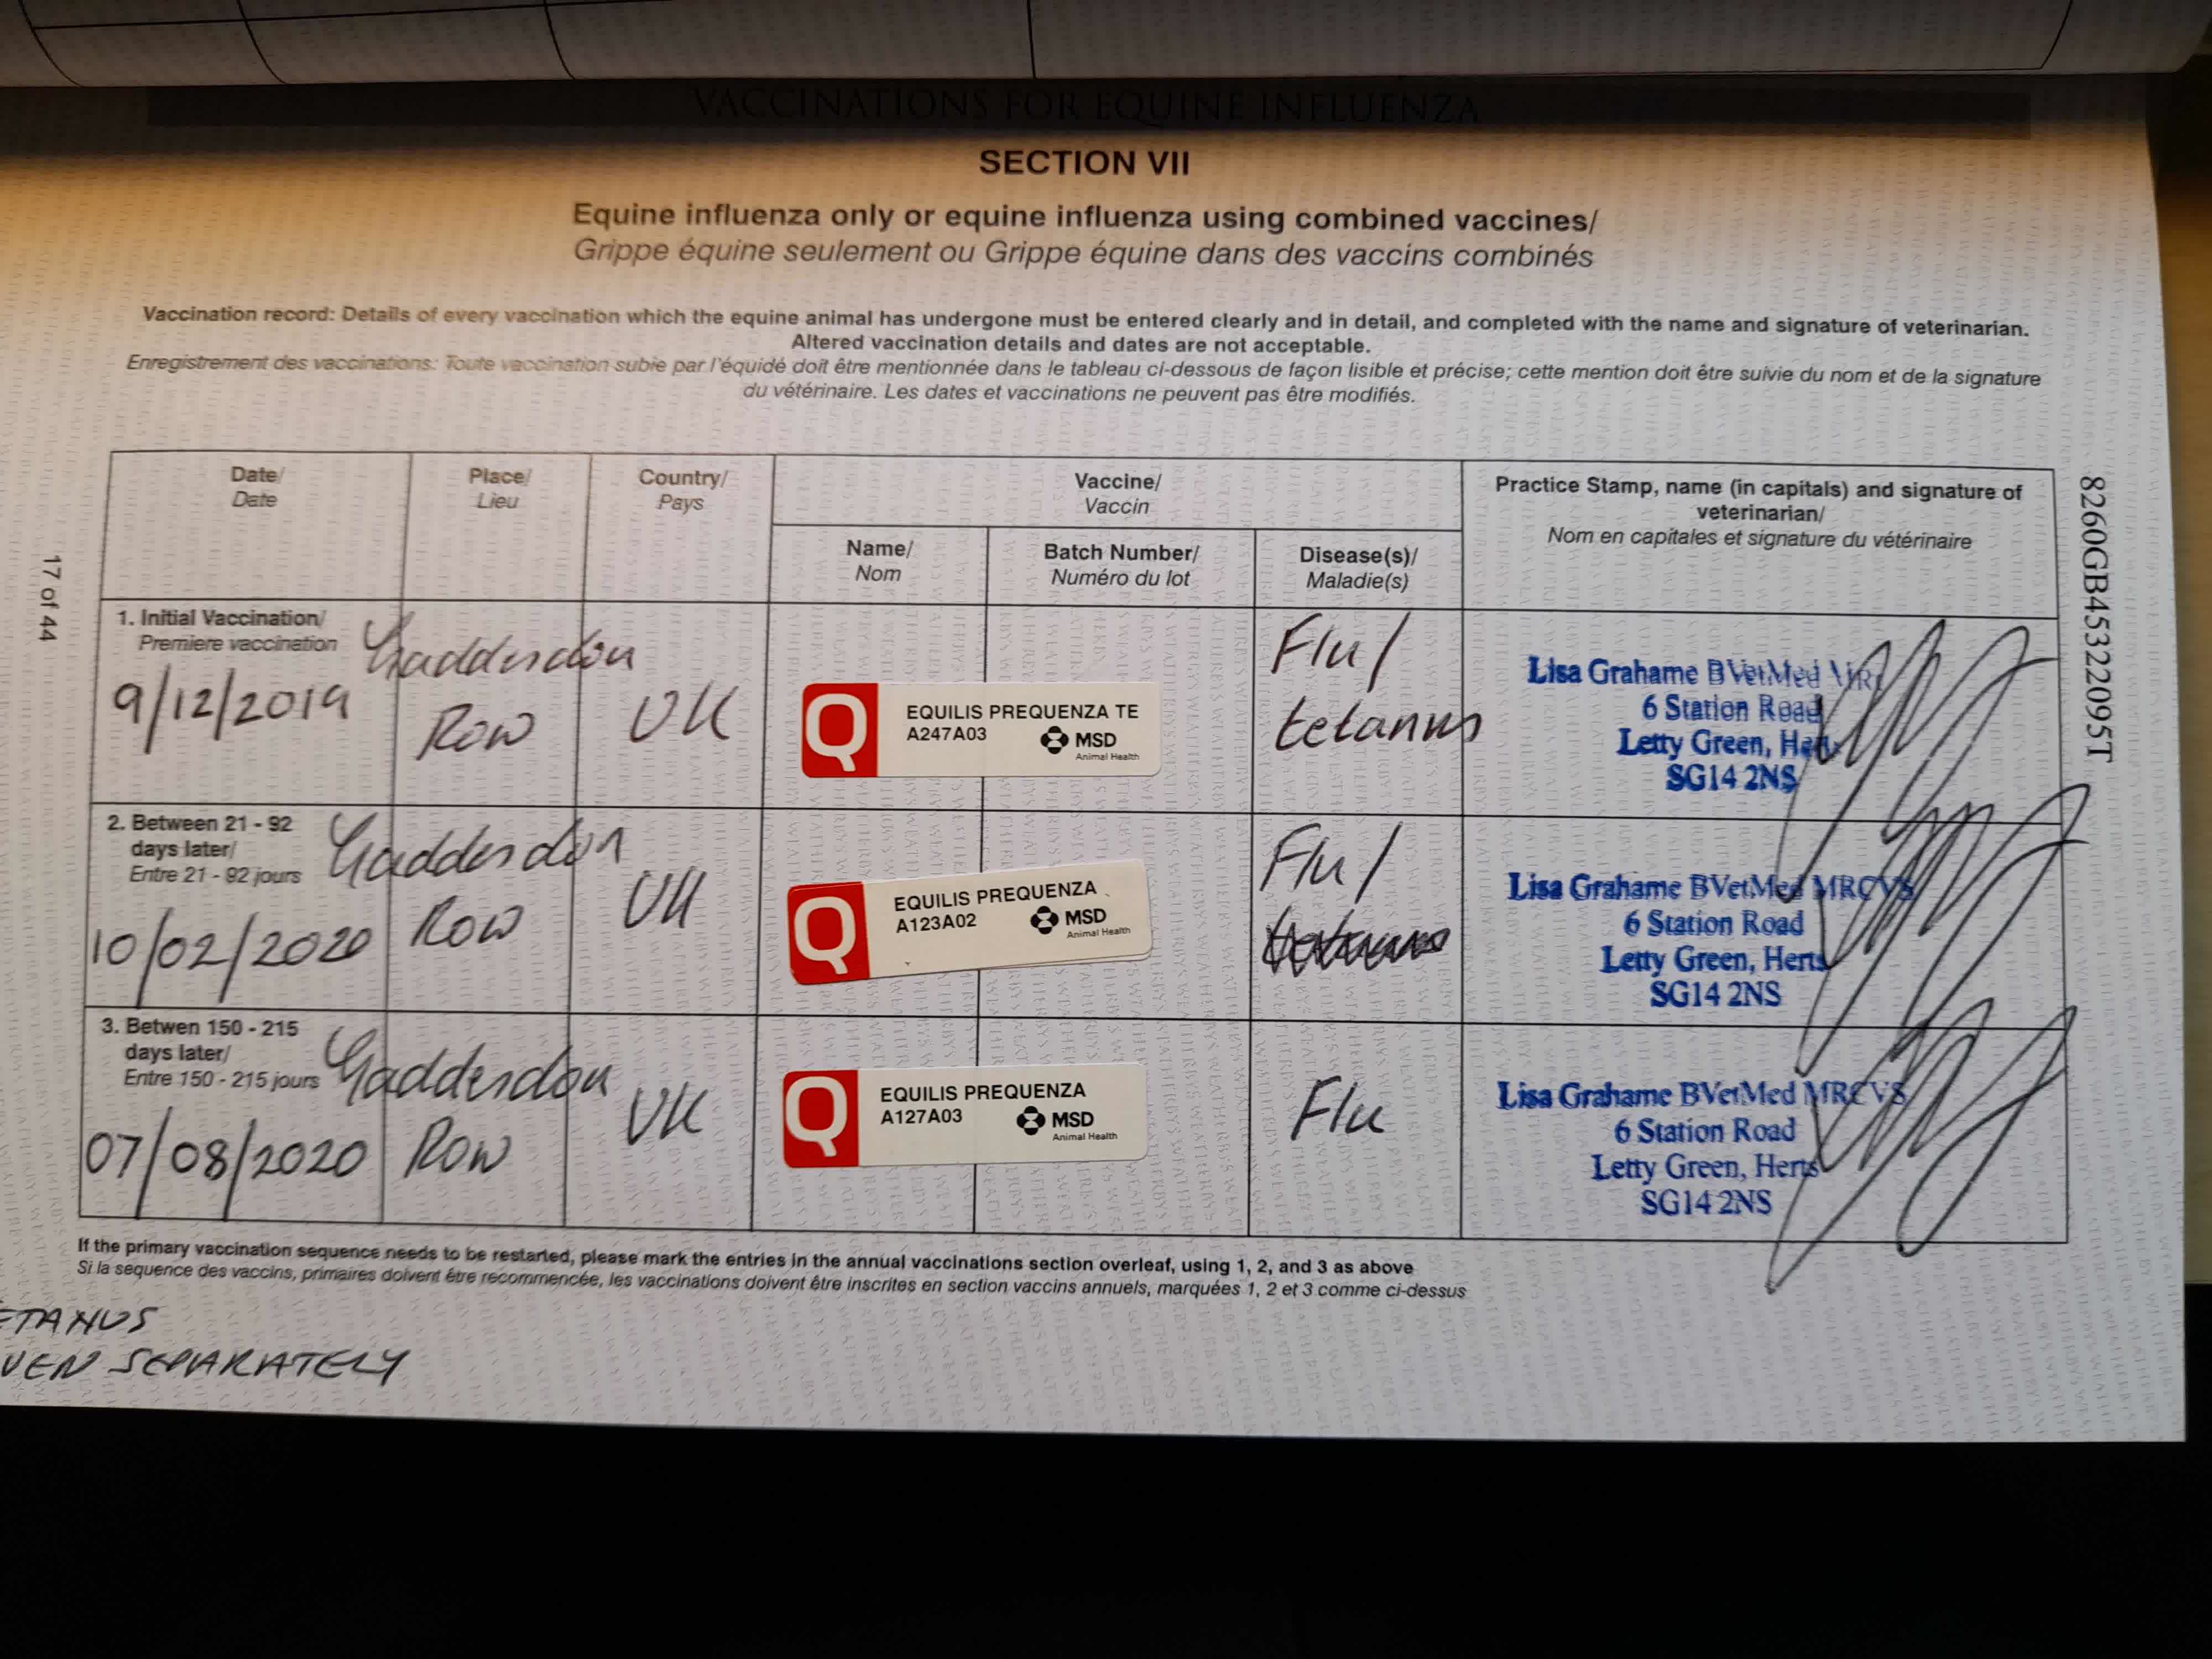 VACCINATIONS FOR EQUINE INFLUENZA
SECTION VII
Equine influenza only or equine influenza using combined vaccines/
Grippe équine seulement ou Grippe équine dans des vaccins combinés
Vaccination record: Details of every vaccination which the equine animal has undergone must be entered clearly and in detail, and completed with the name and signature of veterinarian.
Altered vaccination details and dates are not acceptable.
Enregistrement des vaccinations: Toute vaccination subie par l'équidé doit être mentionnée dans le tableau ci-dessous de façon lisible et précise; cette mention doit être suivie du nom et de la signature
du vétérinaire. Les dates et vaccinations ne peuvent pas être modifiés.
Date/
Date
Place/
Lieu
Country/
Pays
Vaccine/
Vaccin
Name/
Nom
Batch Number/
Numéro du lot
Disease(s)/
Maladie(s)
Practice Stamp, name (in capitals) and signature of
veterinarian/
Nom en capitales et signature du vétérinaire
1. Initial Vaccination/
Premiere vaccination
9/12/2019
Gaddesdon
Row
UK
Q
EQUILIS PREQUENZA TE
A247A03
MSD
Animal Health
Flu/
tetanus
Lisa Grahame BVetMed
6 Station Road
Letty Green, Herts
SG14 2NS
2. Between 21 - 92
days later/
Entre 21 - 92 jours
10/02/2020
Gaddesdon
Row
UK
Q
EQUILIS PREQUENZA
A123A02
MSD
Animal Health
Flu/
Lisa Grahame BVetMed MRCVS
6 Station Road
Letty Green, Herts
SG14 2NS
3. Betwen 150 - 215
days later/
Entre 150 - 215 jours
07/08/2020
Gaddesdon
Row
UK
Q
EQUILIS PREQUENZA
A127A03
MSD
Animal Health
Flu
Lisa Grahame BVetMed MRCVS
6 Station Road
Letty Green, Herts
SG14 2NS
If the primary vaccination sequence needs to be restarted, please mark the entries in the annual vaccinations section overleaf, using 1, 2, and 3 as above
Si la sequence des vaccins, primaires doivent être recommencée, les vaccinations doivent être inscrites en section vaccins annuels, marquées 1, 2 et 3 comme ci-dessus
ETANUS
VEN SEPARATELY
17 of 44
8260GB45322095T